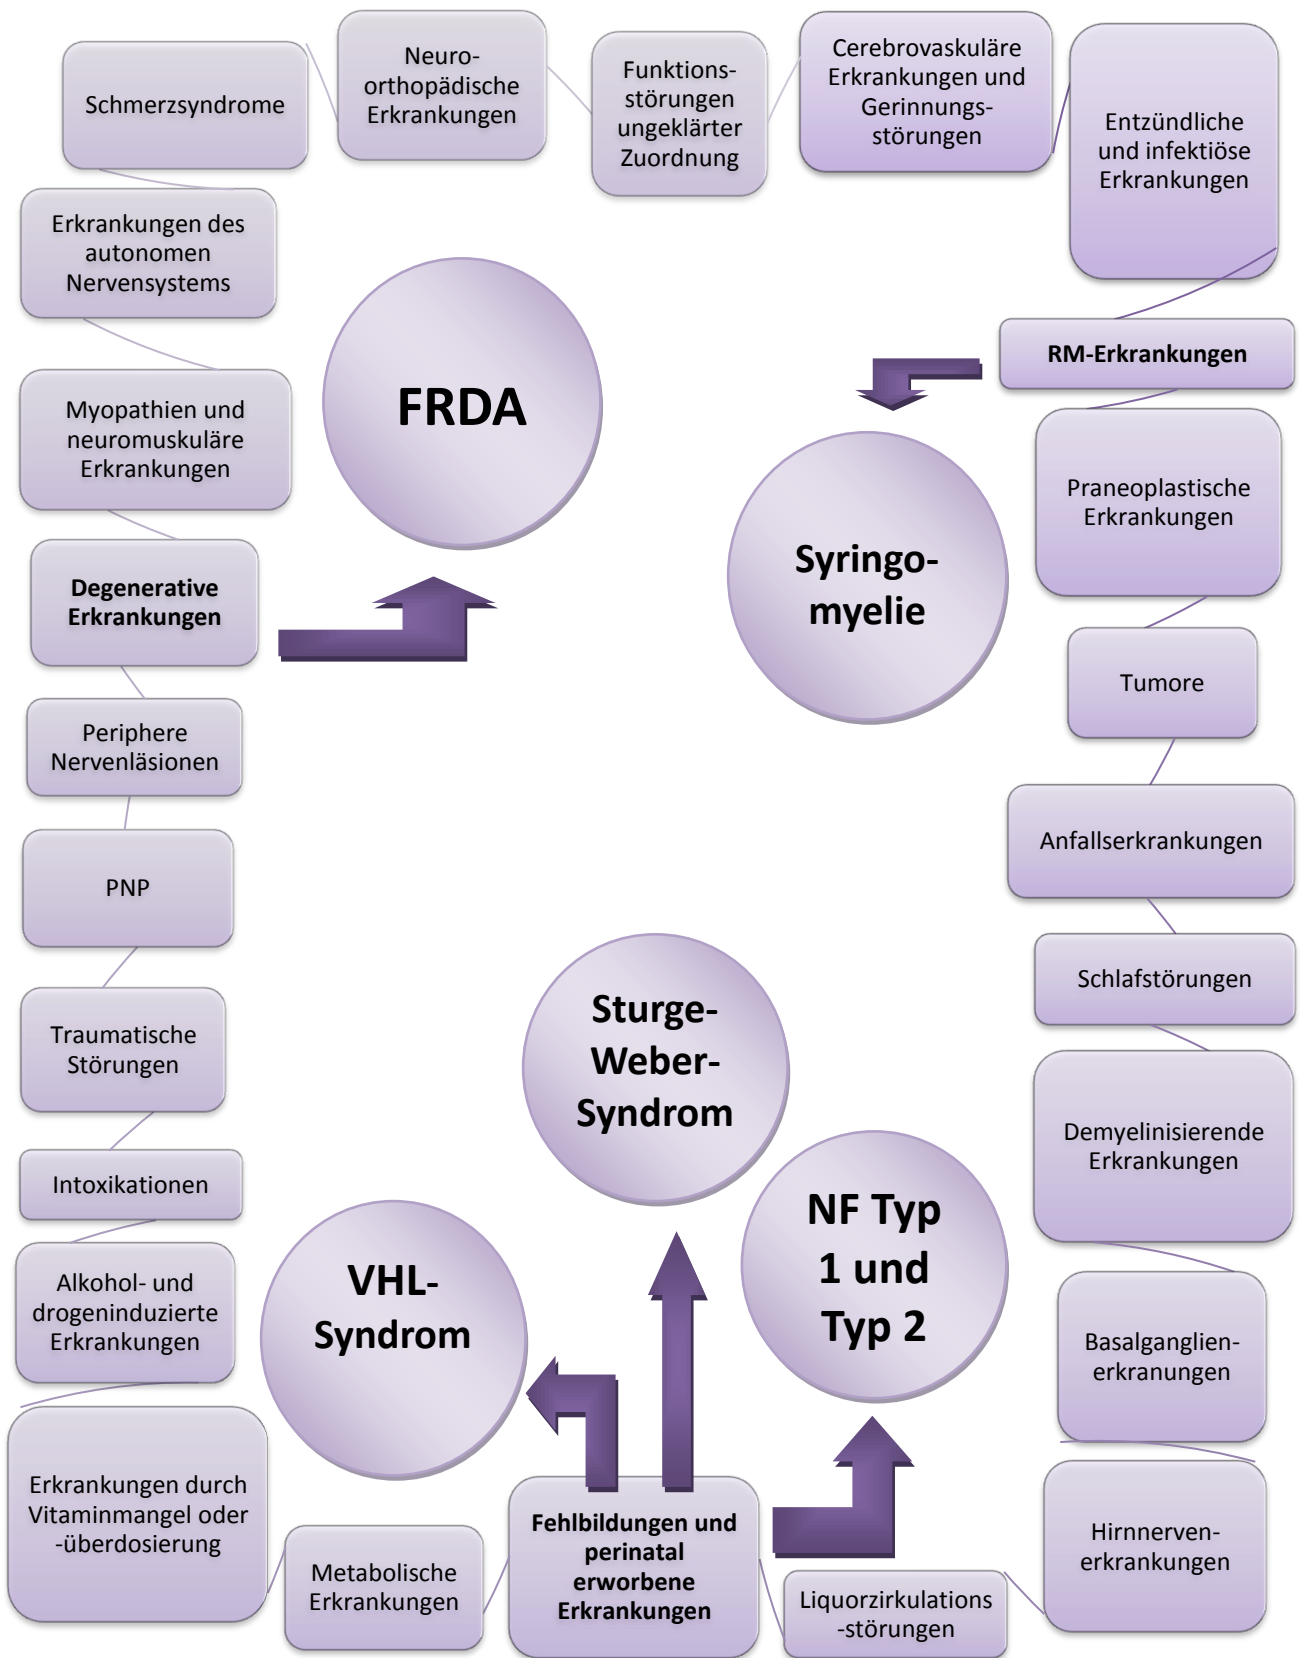 Schmerzsyndrome
Neuro-
orthopädische
Erkrankungen
Funktions-
störungen
ungeklärter
Zuordnung
Cerebrovaskuläre
Erkrankungen und
Gerinnungs-
störungen
Entzündliche
und infektiöse
Erkrankungen
RM-Erkrankungen
Praneoplastische
Erkrankungen
Tumore
Anfallserkrankungen
Schlafstörungen
Demyelinisierende
Erkrankungen
Basalganglien-
erkranungen
Hirnnerven-
erkrankungen
Liquorzirkulations
-störungen
Fehlbildungen und
perinatal
erworbene
Erkrankungen
Metabolische
Erkrankungen
Erkrankungen durch
Vitaminmangel oder
-überdosierung
Alkohol- und
drogeninduzierte
Erkrankungen
Intoxikationen
Traumatische
Störungen
PNP
Periphere
Nervenläsionen
Degenerative
Erkrankungen
Myopathien und
neuromuskuläre
Erkrankungen
Erkrankungen des
autonomen
Nervensystems
FRDA
Syringo-
myelie
Sturge-
Weber-
Syndrom
NF Typ
1 und
Typ 2
VHL-
Syndrom